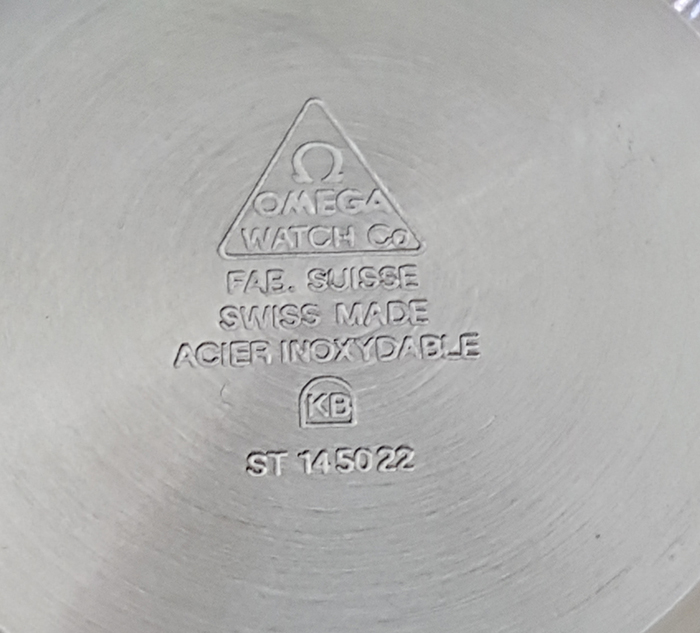 Ω
OMEGA
WATCH Co
FAB. SUISSE
SWISS MADE
ACIER INOXYDABLE
KB
ST 145022